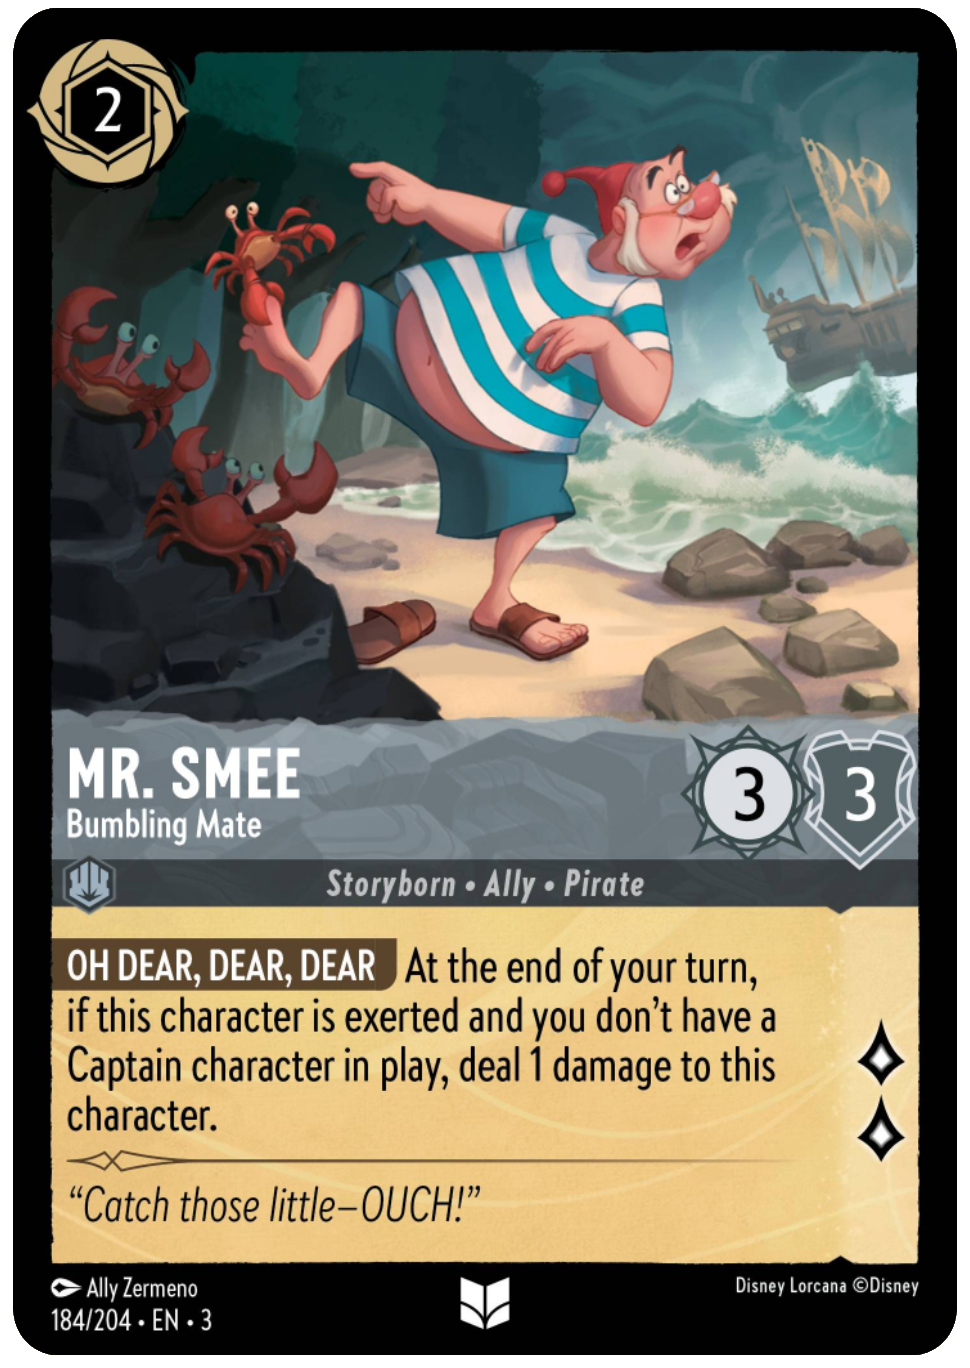 2
MR. SMEE
Bumbling Mate
3 3
Storyborn • Ally • Pirate
OH DEAR, DEAR, DEAR At the end of your turn,
if this character is exerted and you don’t have a
Captain character in play, deal 1 damage to this
character.
“Catch those little–OUCH!”
Ally Zermeno
184/204 • EN • 3
Disney Lorcana ©Disney